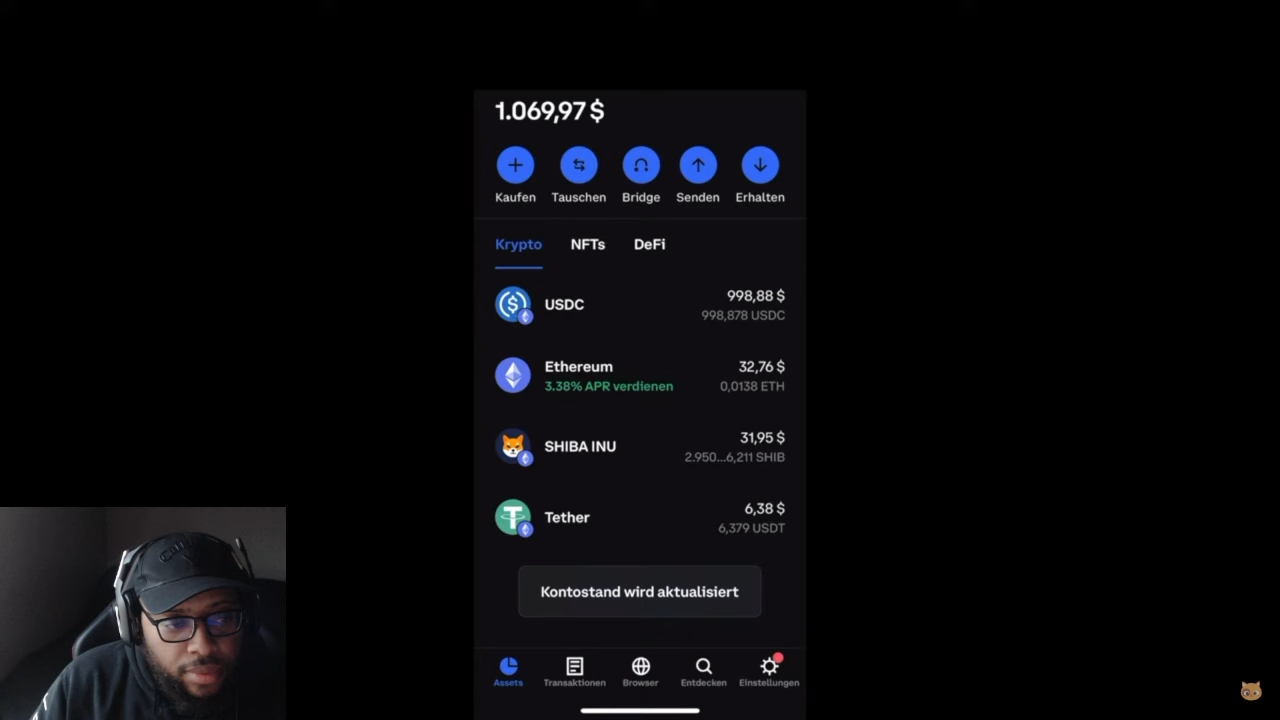 1.069,97 $
Kaufen
Tauschen
Bridge
Senden
Erhalten
Krypto
NFTs
DeFi
USDC
998,88 $
998,878 USDC
Ethereum
32,76 $
3.38% APR verdienen
0,0138 ETH
SHIBA INU
31,95 $
2.950...6,211 SHIB
Tether
6,38 $
6,379 USDT
Kontostand wird aktualisiert
Assets
Transaktionen
Browser
Entdecken
Einstellungen